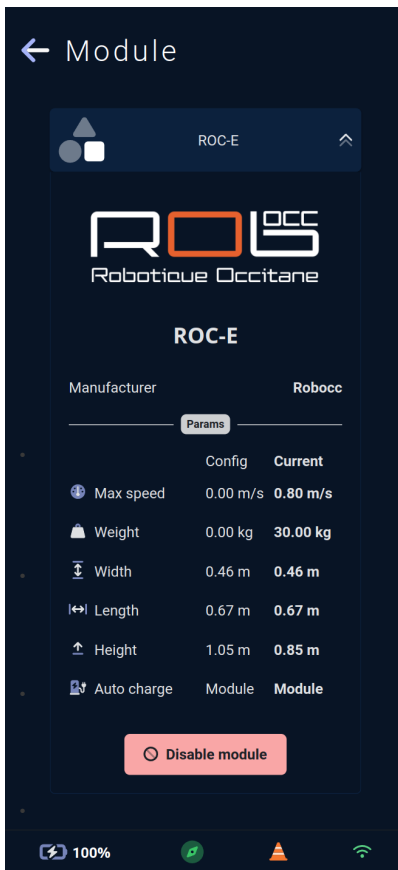 Module
ROC-E
ROB OCC
Robotique Occitane
ROC-E
Manufacturer Robocc
Params
Config Current
Max speed 0.00 m/s 0.80 m/s
Weight 0.00 kg 30.00 kg
Width 0.46 m 0.46 m
Length 0.67 m 0.67 m
Height 1.05 m 0.85 m
Auto charge Module Module
Disable module
100%